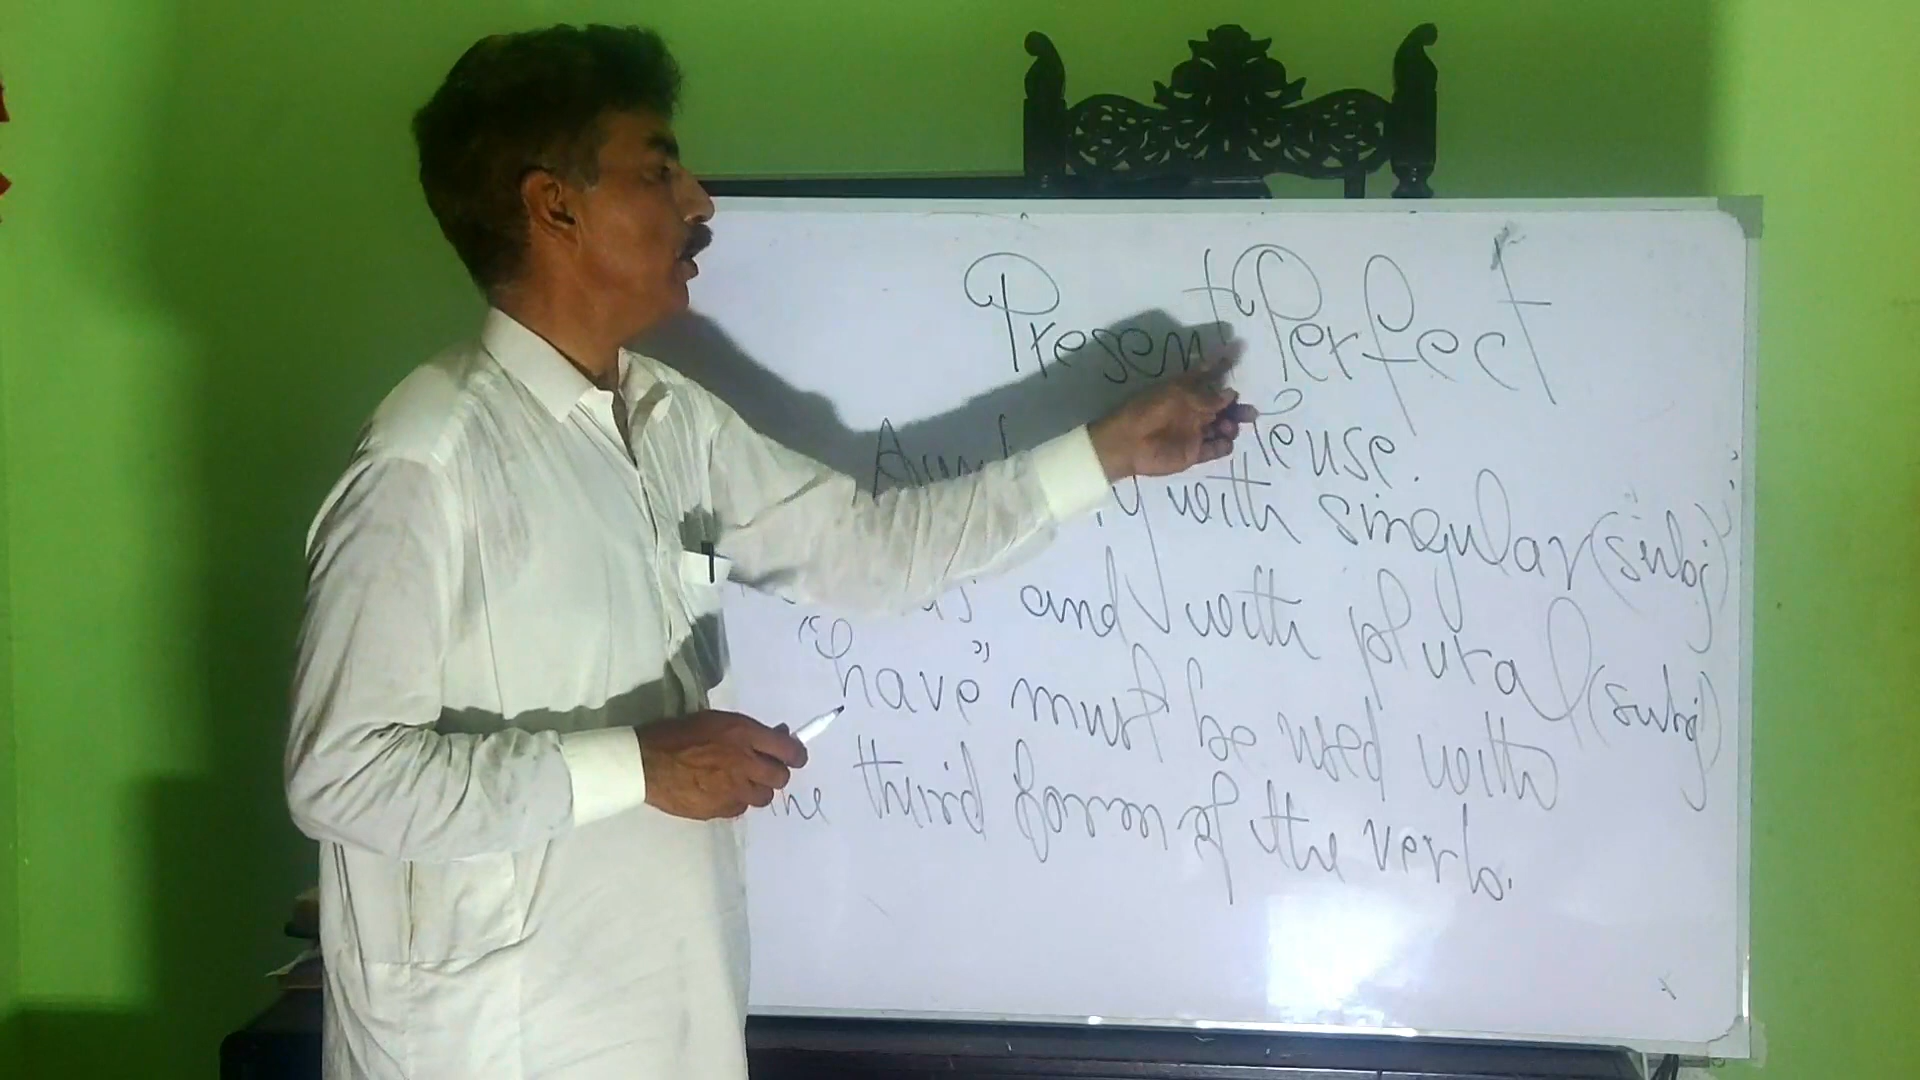 Present Perfect
Tense.
with singular (subj)
and with plural (subj)
"have" must be used with
the third form of the verb.